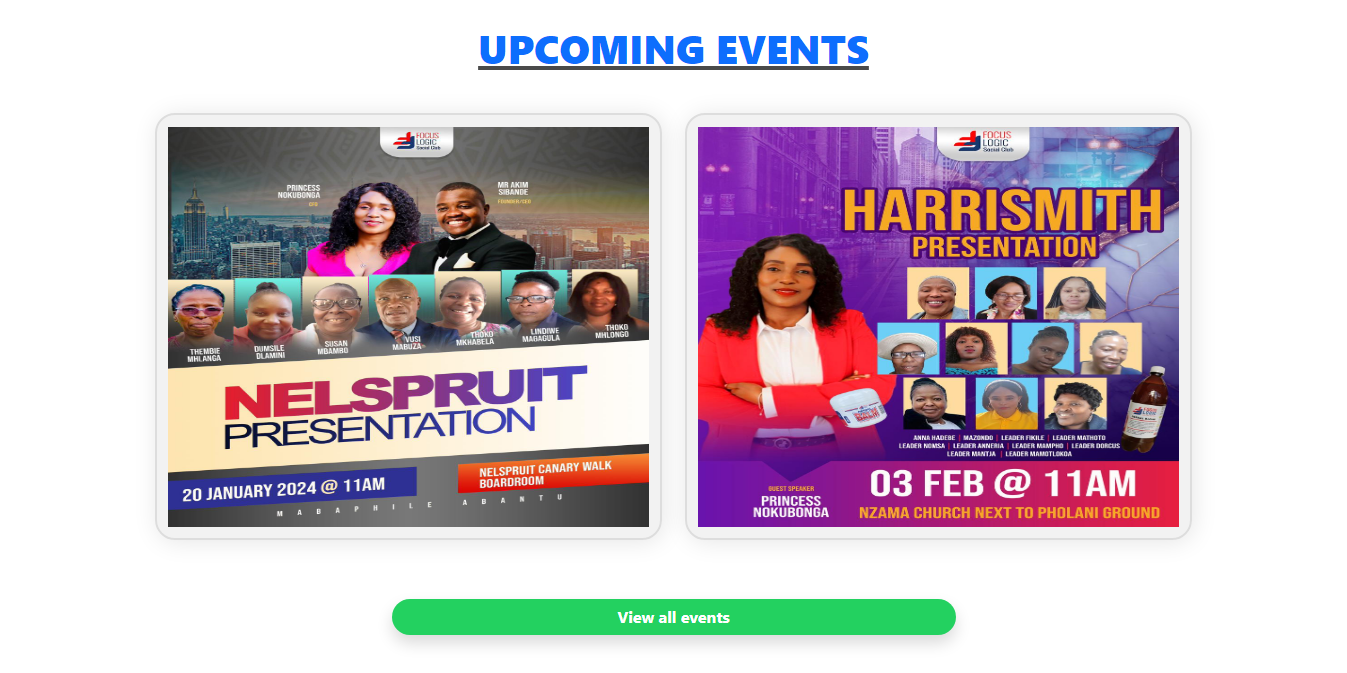 UPCOMING EVENTS
FOCUS
LOGIC
Social Club
PRINCESS
NOKUBONGA
CFO
MR AKIM
SIBANDE
FOUNDER/CEO
THEMBIE
MHLANGA
DUMSILE
DLAMINI
SUSAN
MBAMBO
VUSI
MABUZA
THOKO
MKHABELA
LINDIWE
MAGAGULA
THOKO
MHLONGO
NELSPRUIT
PRESENTATION
20 JANUARY 2024 @ 11AM
NELSPRUIT CANARY WALK
BOARDROOM
MABAPHILE ABANTU
FOCUS
LOGIC
Social Club
HARRISMITH
PRESENTATION
FOCUS
LOGIC
ANNA HADEBE | MAZONDO | LEADER FIKILE | LEADER MATHOTO
LEADER NOMSA | LEADER ANNERIA | LEADER MAMPHO | LEADER DORCUS
LEADER MANTJA | LEADER MAMOTLOKOA
GUEST SPEAKER
PRINCESS
NOKUBONGA
03 FEB @ 11AM
NZAMA CHURCH NEXT TO PHOLANI GROUND
View all events